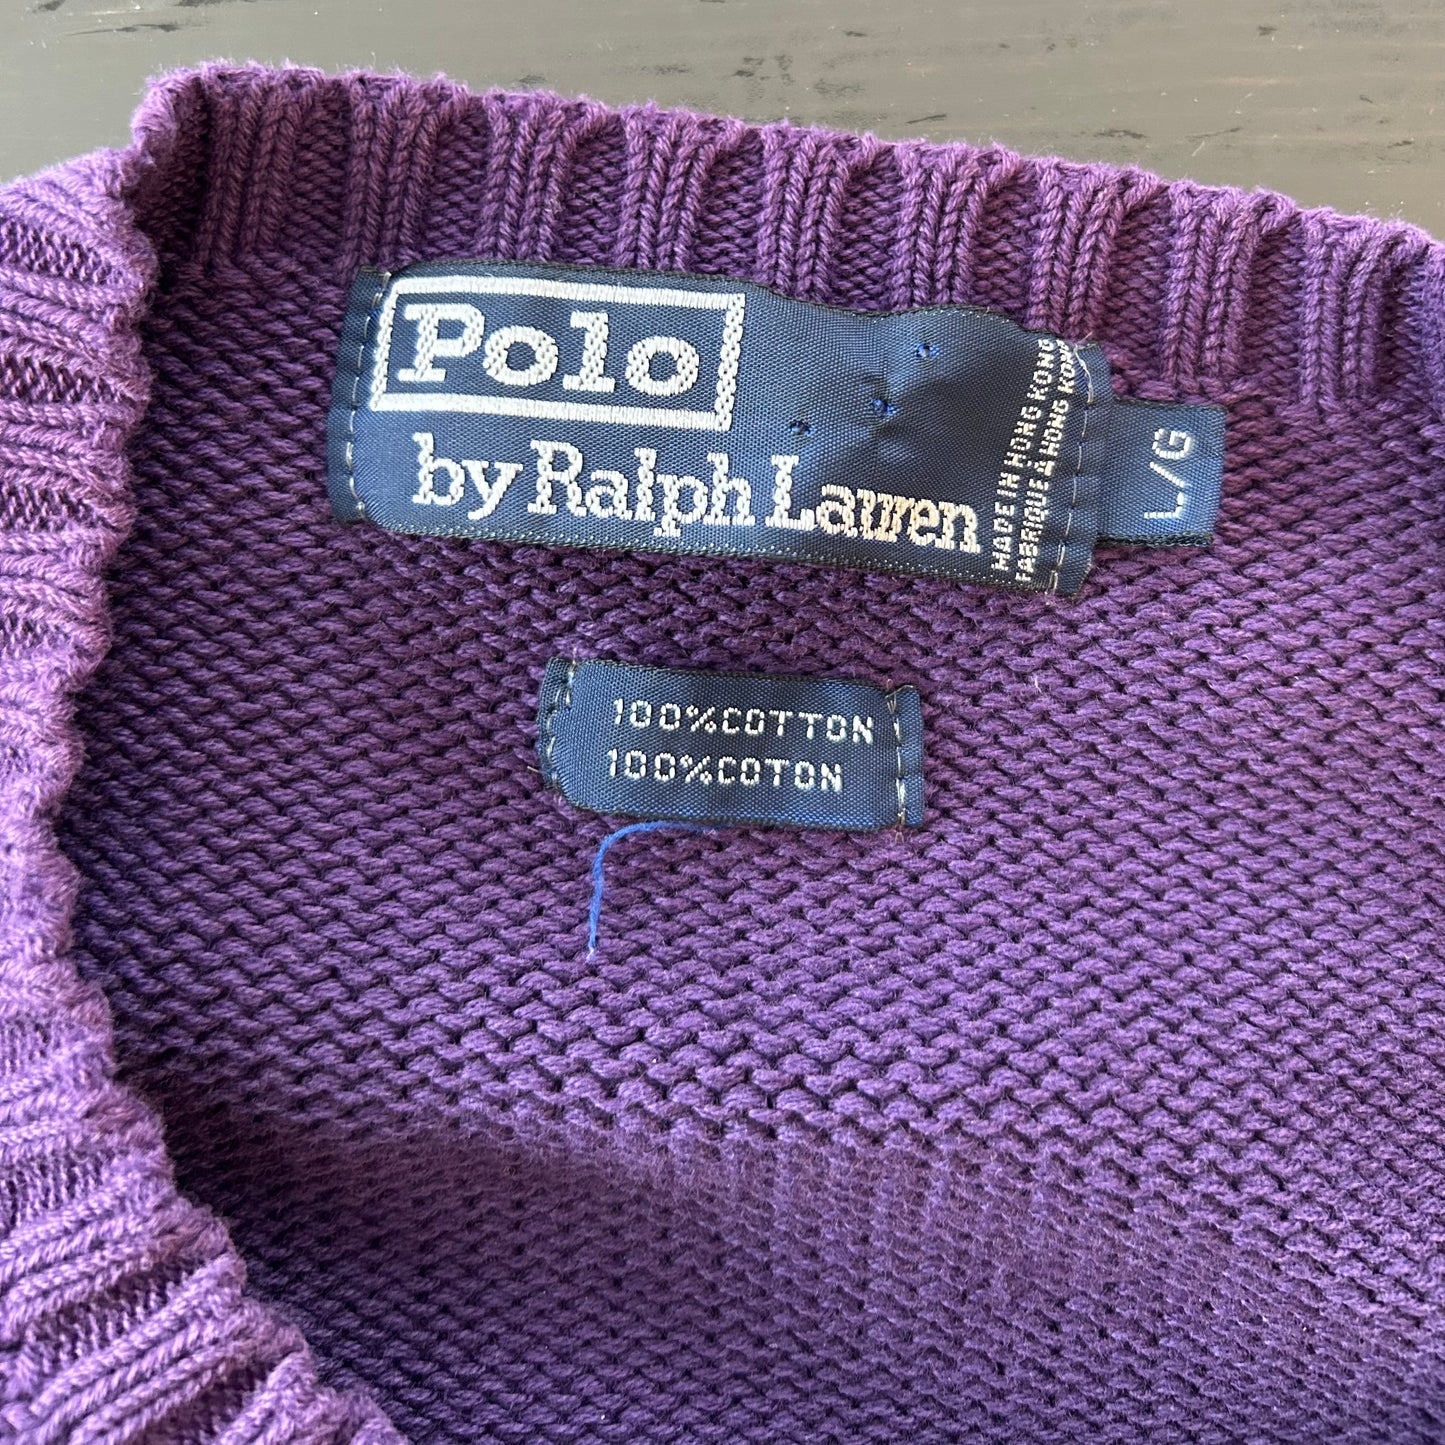 Polo
by Ralph Lauren
MADE IN HONG KONG
FABRIQUÉ À HONG KONG
L/G
100%COTTON
100%COTON